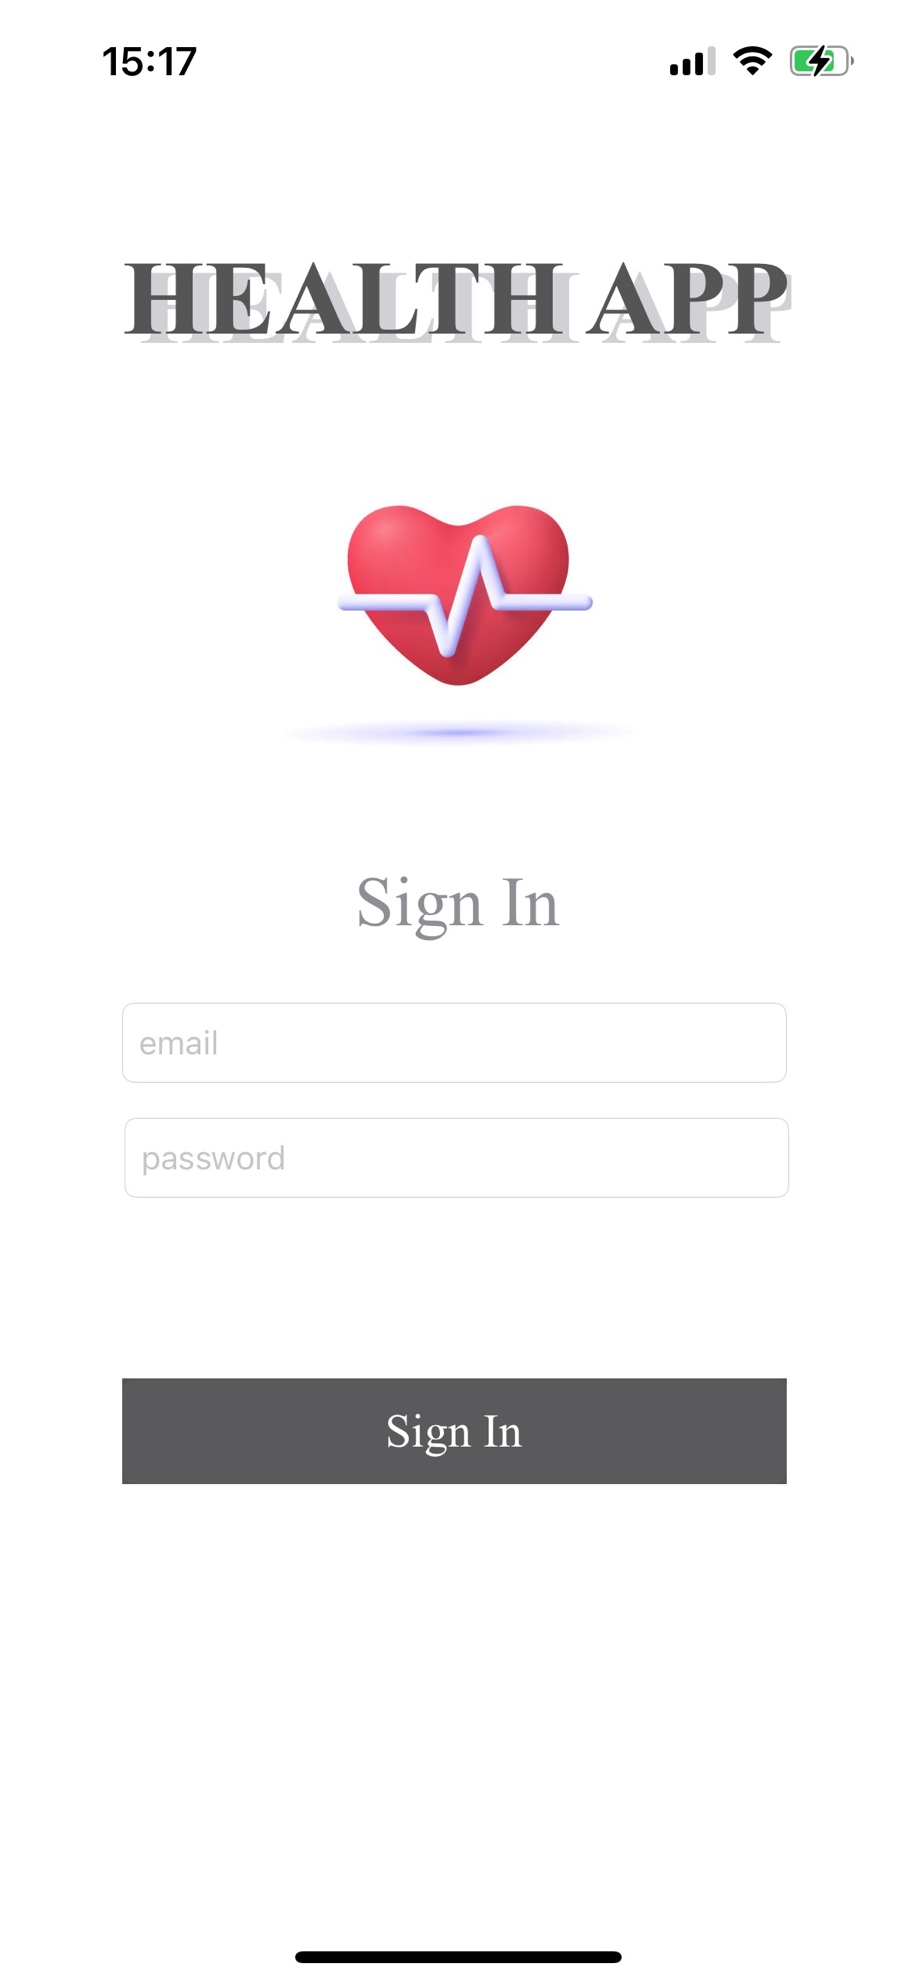 15:17
HEALTH APP
Sign In
email
password
Sign In